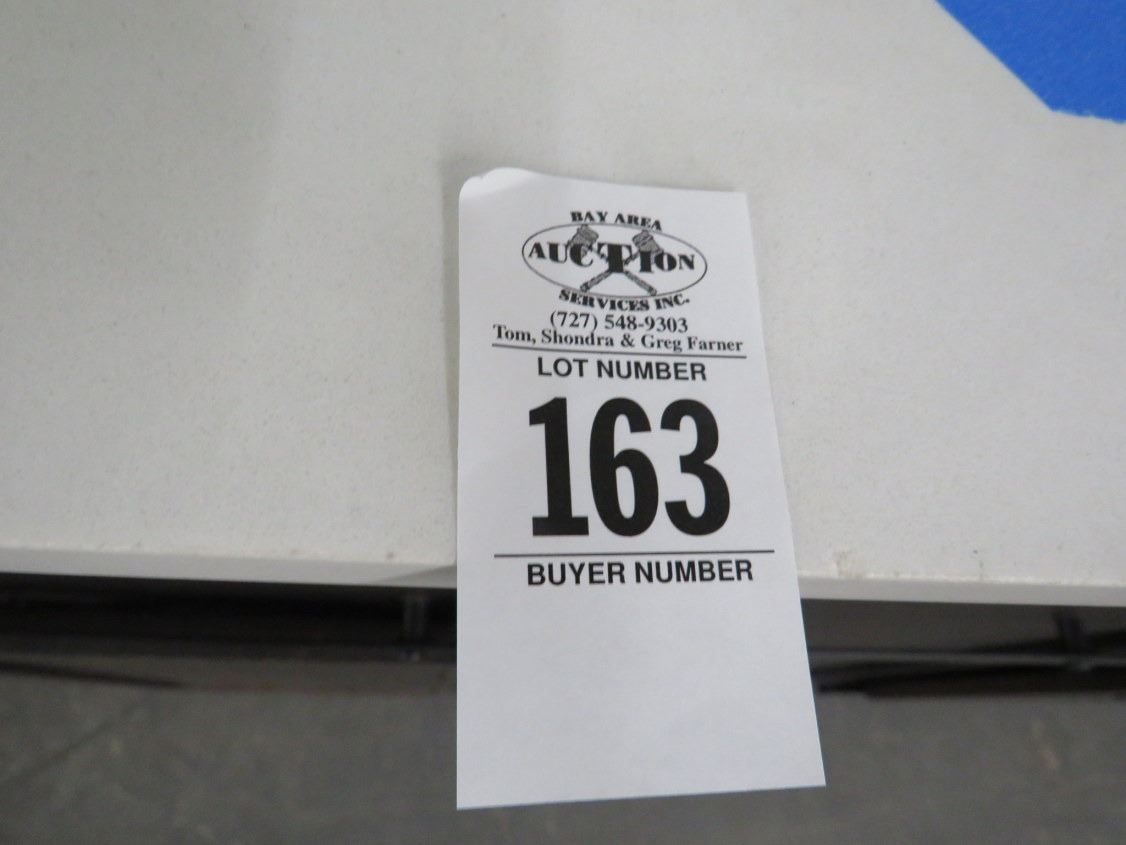 BAY AREA
AUCTION
SERVICES INC.
(727) 548-9303
Tom, Shondra & Greg Farner
LOT NUMBER
163
BUYER NUMBER